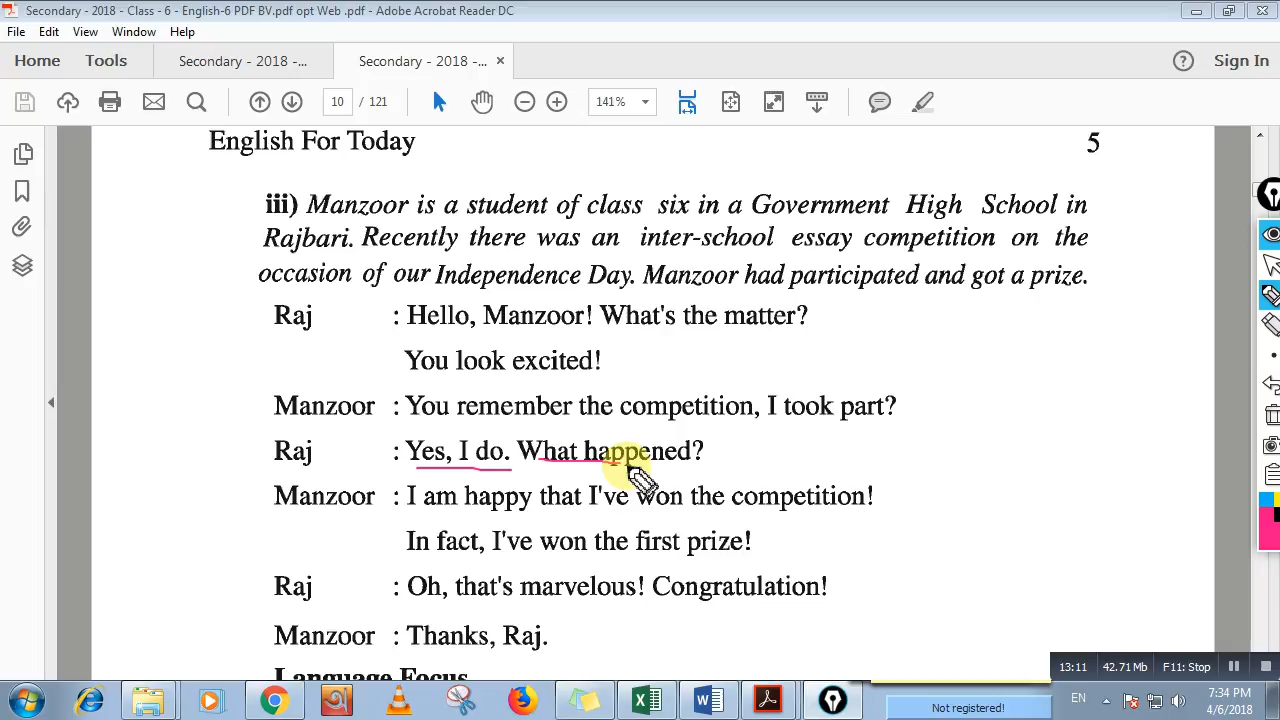 Secondary - 2018 - Class - 6 - English-6 PDF BV.pdf opt Web .pdf - Adobe Acrobat Reader DC
File Edit View Window Help
Home Tools Secondary - 2018 -... Secondary - 2018 -... × ? Sign In
10 / 121 141%
English For Today 5
iii) Manzoor is a student of class six in a Government High School in
Rajbari. Recently there was an inter-school essay competition on the
occasion of our Independence Day. Manzoor had participated and got a prize.
Raj : Hello, Manzoor! What's the matter?
You look excited!
Manzoor : You remember the competition, I took part?
Raj : Yes, I do. What happened?
Manzoor : I am happy that I've won the competition!
In fact, I've won the first prize!
Raj : Oh, that's marvelous! Congratulation!
Manzoor : Thanks, Raj.
Language Focus
13:11 42.71 Mb F11: Stop
EN 7:34 PM
Not registered! 4/6/2018